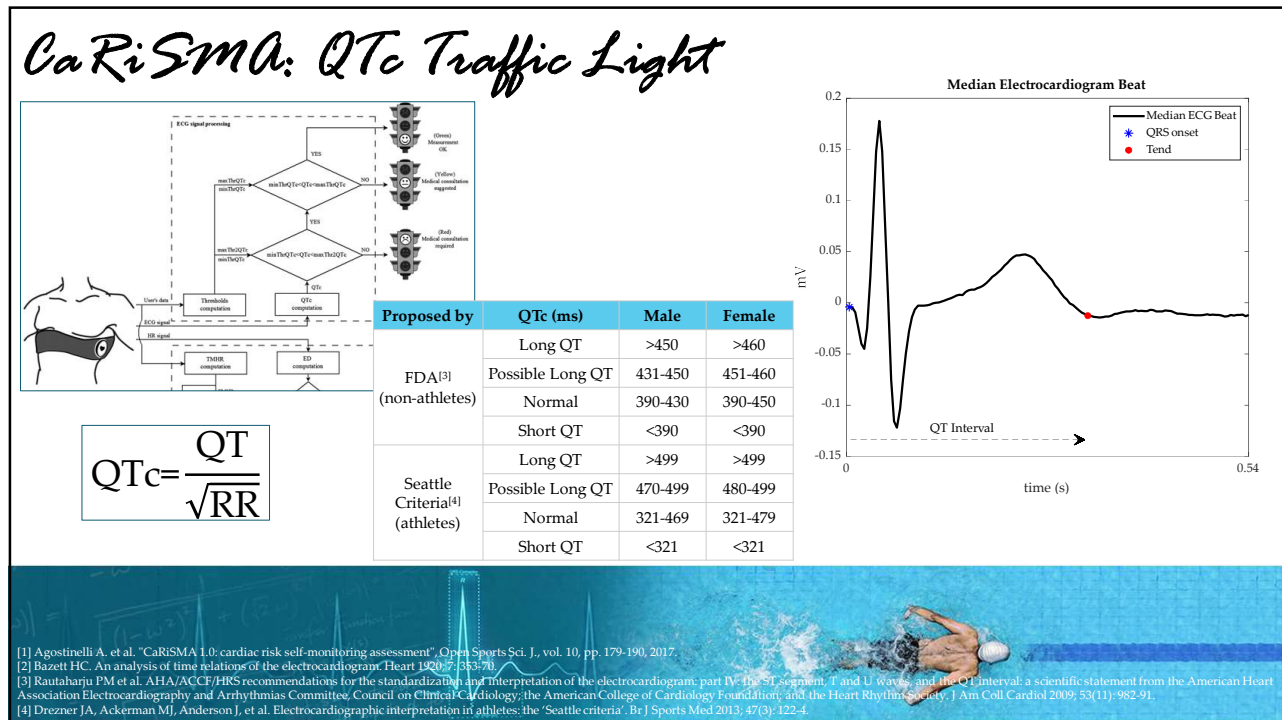 CaRiSMA: QTc Traffic Light
ECG signal processing
(Green)
Measurment
OK
YES
maxThrQTc
minThrQTc
minThrQTc<QTc<maxThrQTc
NO
(Yellow)
Medical consultation
suggested
YES
maxThr2QTc
minThrQTc
minThrQTc<QTc<maxThr2QTc
NO
(Red)
Medical consultation
required
QTc
User's data
Thresholds
computation
QTc
computation
ECG signal
HR signal
TMHR
computation
ED
computation
QTc=QT/√RR
Proposed by QTc (ms) Male Female
FDA[3]
(non-athletes)
Long QT >450 >460
Possible Long QT 431-450 451-460
Normal 390-430 390-450
Short QT <390 <390
Seattle
Criteria[4]
(athletes)
Long QT >499 >499
Possible Long QT 470-499 480-499
Normal 321-469 321-479
Short QT <321 <321
Median Electrocardiogram Beat
Median ECG Beat
QRS onset
Tend
mV
0.2
0.15
0.1
0.05
0
-0.05
-0.1
-0.15
QT Interval
0 0.54
time (s)
[1] Agostinelli A. et al. "CaRiSMA 1.0: cardiac risk self-monitoring assessment", Open Sports Sci. J., vol. 10, pp. 179-190, 2017.
[2] Bazett HC. An analysis of time relations of the electrocardiogram. Heart 1920; 7: 353-70.
[3] Rautaharju PM et al. AHA/ACCF/HRS recommendations for the standardization and interpretation of the electrocardiogram: part IV: the ST segment, T and U waves, and the QT interval: a scientific statement from the American Heart
Association Electrocardiography and Arrhythmias Committee, Council on Clinical Cardiology; the American College of Cardiology Foundation; and the Heart Rhythm Society. J Am Coll Cardiol 2009; 53(11): 982-91.
[4] Drezner JA, Ackerman MJ, Anderson J, et al. Electrocardiographic interpretation in athletes: the 'Seattle criteria'. Br J Sports Med 2013; 47(3): 122-4.